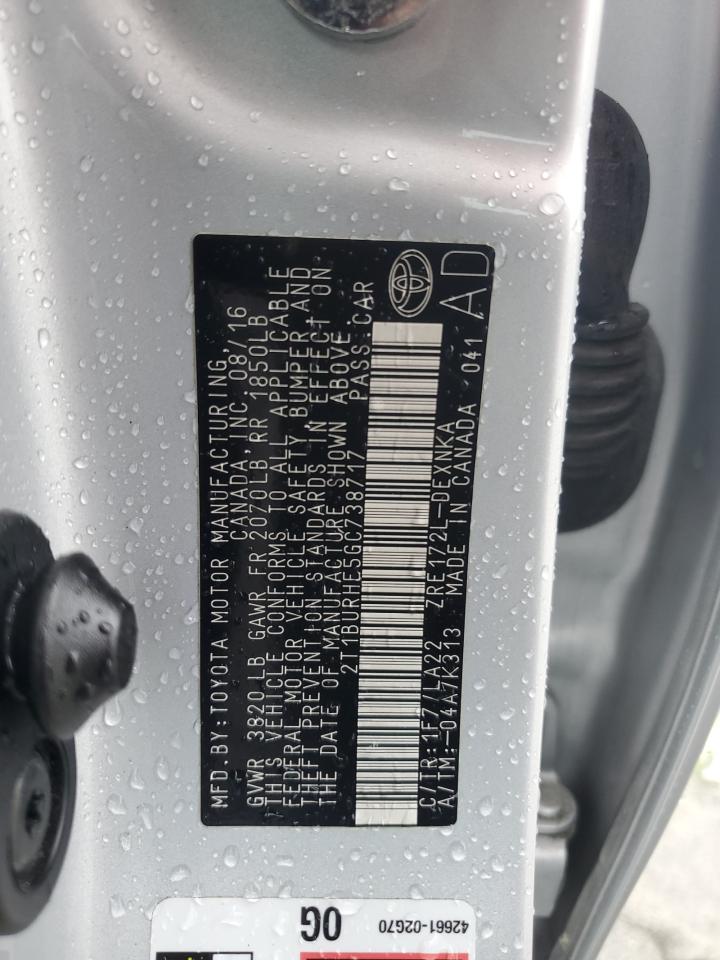 MFD.BY:TOYOTA MOTOR MANUFACTURING,
CANADA,INC. 08/16
GVWR 3820 LB GAWR FR 2070LB,RR 1850LB
THIS VEHICLE CONFORMS TO ALL APPLICABLE
FEDERAL MOTOR VEHICLE SAFETY, BUMPER AND
THEFT PREVENTION STANDARDS IN EFFECT ON
THE DATE OF MANUFACTURE SHOWN ABOVE.
2T1BURHE5GC738717 PASS.CAR
C/TR:1F7/LA22 ZRE172L-DEXNKA
A/TM:-04A/K313 MADE IN CANADA 041 AD
42661-02G70
0G